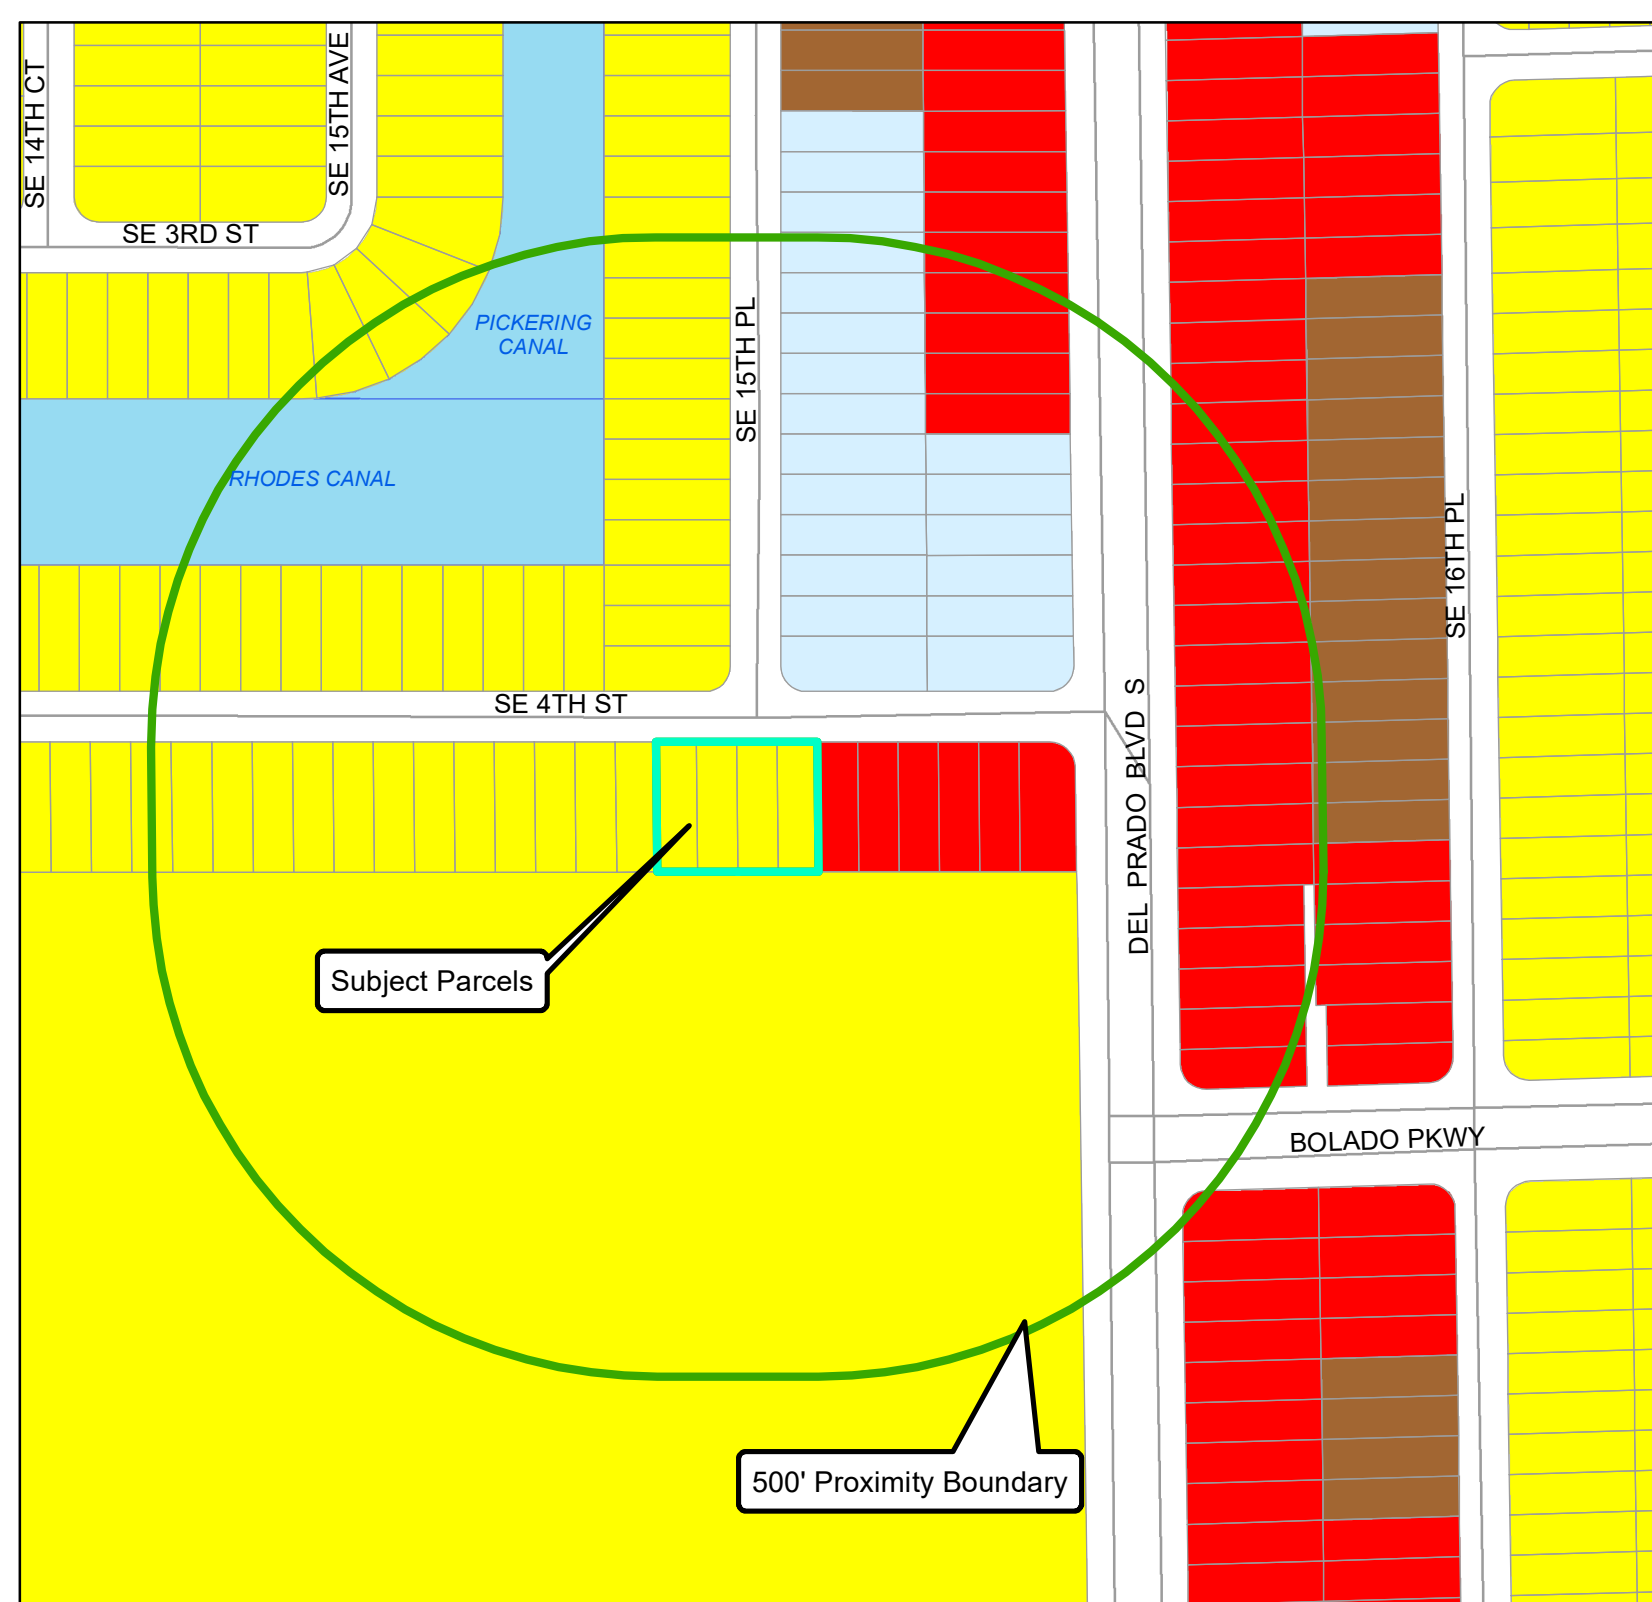 SE 14TH CT
SE 15TH AVE
SE 3RD ST
PICKERING
CANAL
SE 15TH PL
RHODES CANAL
SE 16TH PL
SE 4TH ST
DEL PRADO BLVD S
Subject Parcels
BOLADO PKWY
500' Proximity Boundary